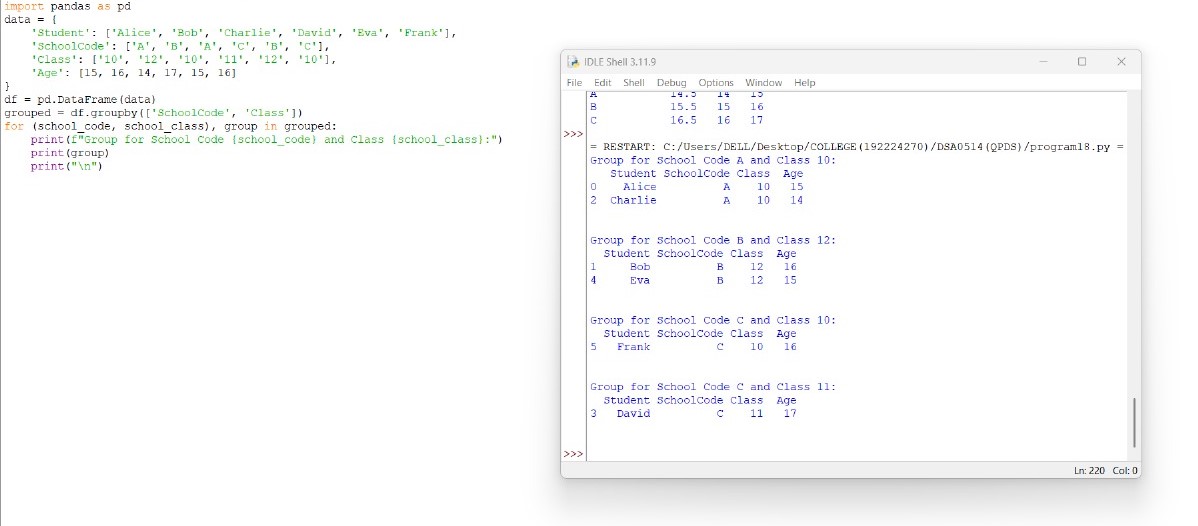 import pandas as pd
data = {
    'Student': ['Alice', 'Bob', 'Charlie', 'David', 'Eva', 'Frank'],
    'SchoolCode': ['A', 'B', 'A', 'C', 'B', 'C'],
    'Class': ['10', '12', '10', '11', '12', '10'],
    'Age': [15, 16, 14, 17, 15, 16]
}
df = pd.DataFrame(data)
grouped = df.groupby(['SchoolCode', 'Class'])
for (school_code, school_class), group in grouped:
    print(f"Group for School Code {school_code} and Class {school_class}:")
    print(group)
    print("\n")
IDLE Shell 3.11.9
File Edit Shell Debug Options Window Help
A 14.5 14 15
B 15.5 15 16
C 16.5 16 17
>>>
= RESTART: C:/Users/DELL/Desktop/COLLEGE(192224270)/DSA0514(QPDS)/program18.py =
Group for School Code A and Class 10:
   Student SchoolCode Class  Age
0    Alice          A    10   15
2  Charlie          A    10   14
Group for School Code B and Class 12:
  Student SchoolCode Class  Age
1     Bob          B    12   16
4     Eva          B    12   15
Group for School Code C and Class 10:
  Student SchoolCode Class  Age
5   Frank          C    10   16
Group for School Code C and Class 11:
  Student SchoolCode Class  Age
3   David          C    11   17
>>>
Ln: 220 Col: 0